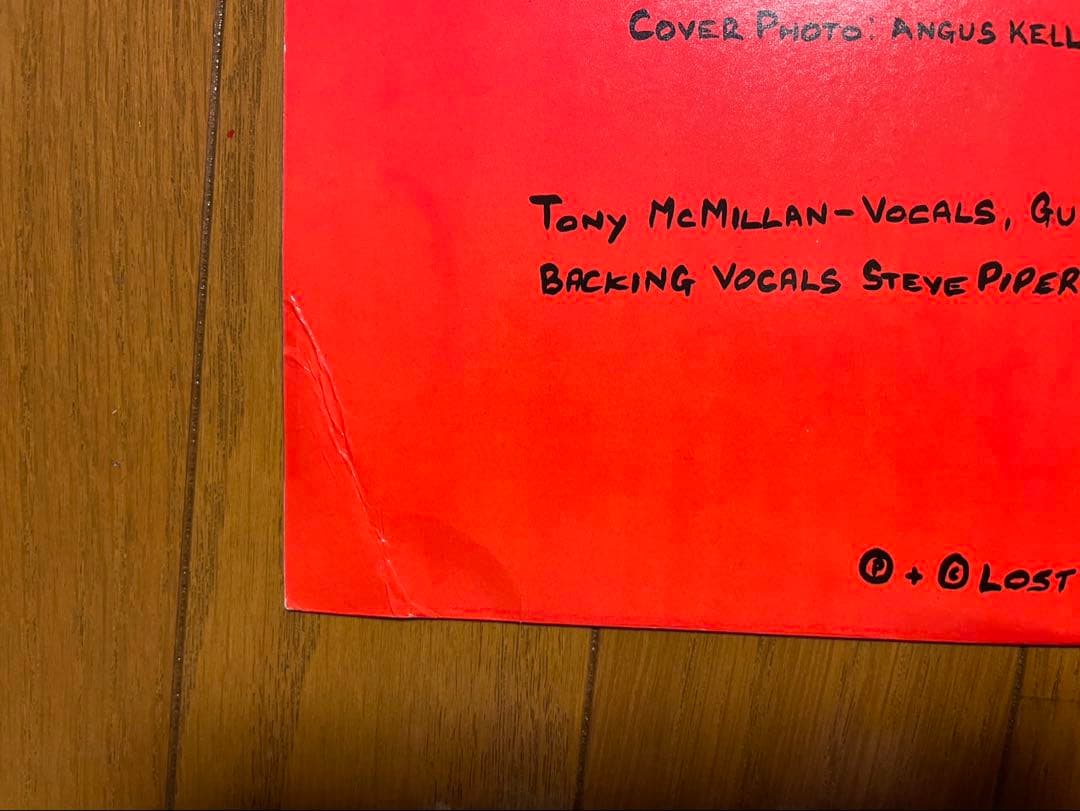 COVER PHOTO: ANGUS KELL
TONY MCMILLAN-VOCALS, GU
BACKING VOCALS STEVE PIPER
Ⓟ + © LOST